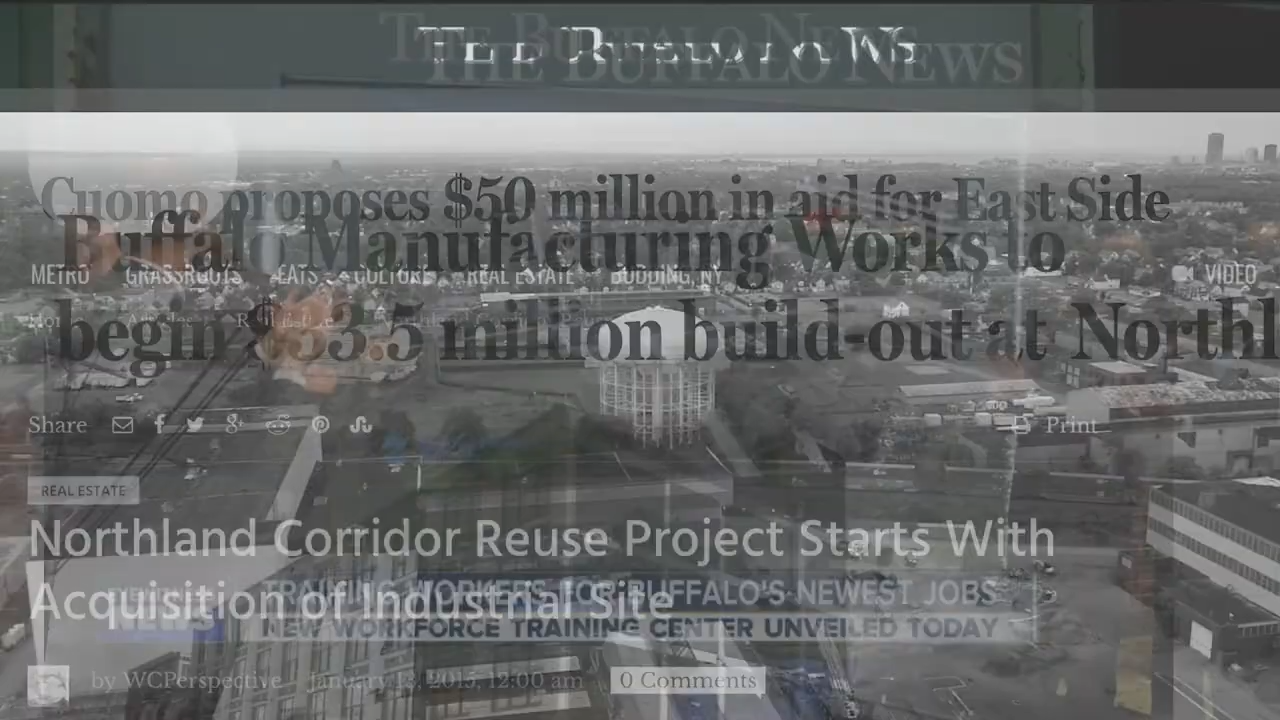 THE BUFFALO NEWS
Cuomo proposes $50 million in aid for East Side
Buffalo Manufacturing Works to
begin $33.5 million build-out at Northl
METRO GRASSROOTS EATS & CULTURE REAL ESTATE BUDDING, NY VIDEO
Share Print
REAL ESTATE
Northland Corridor Reuse Project Starts With
Acquisition of Industrial Site
TRAINING WORKERS FOR BUFFALO'S NEWEST JOBS
NEW WORKFORCE TRAINING CENTER UNVEILED TODAY
by WCPerspective January 13, 2015, 12:00 am 0 Comments